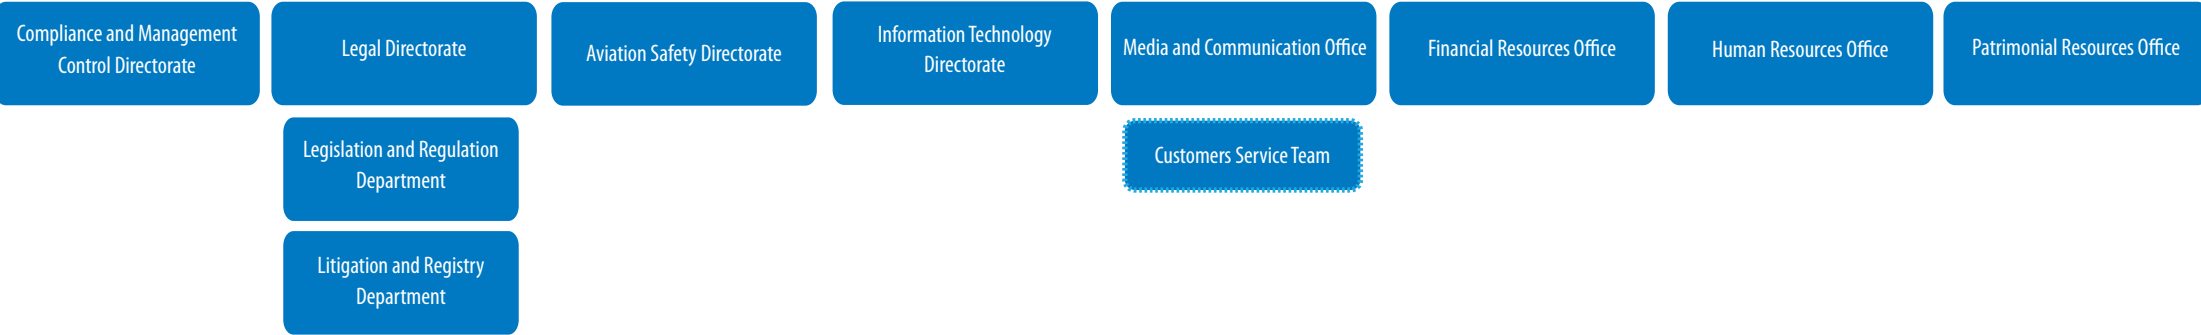 Compliance and Management
Control Directorate
Legal Directorate
Aviation Safety Directorate
Information Technology
Directorate
Media and Communication Office
Financial Resources Office
Human Resources Office
Patrimonial Resources Office
Legislation and Regulation
Department
Customers Service Team
Litigation and Registry
Department